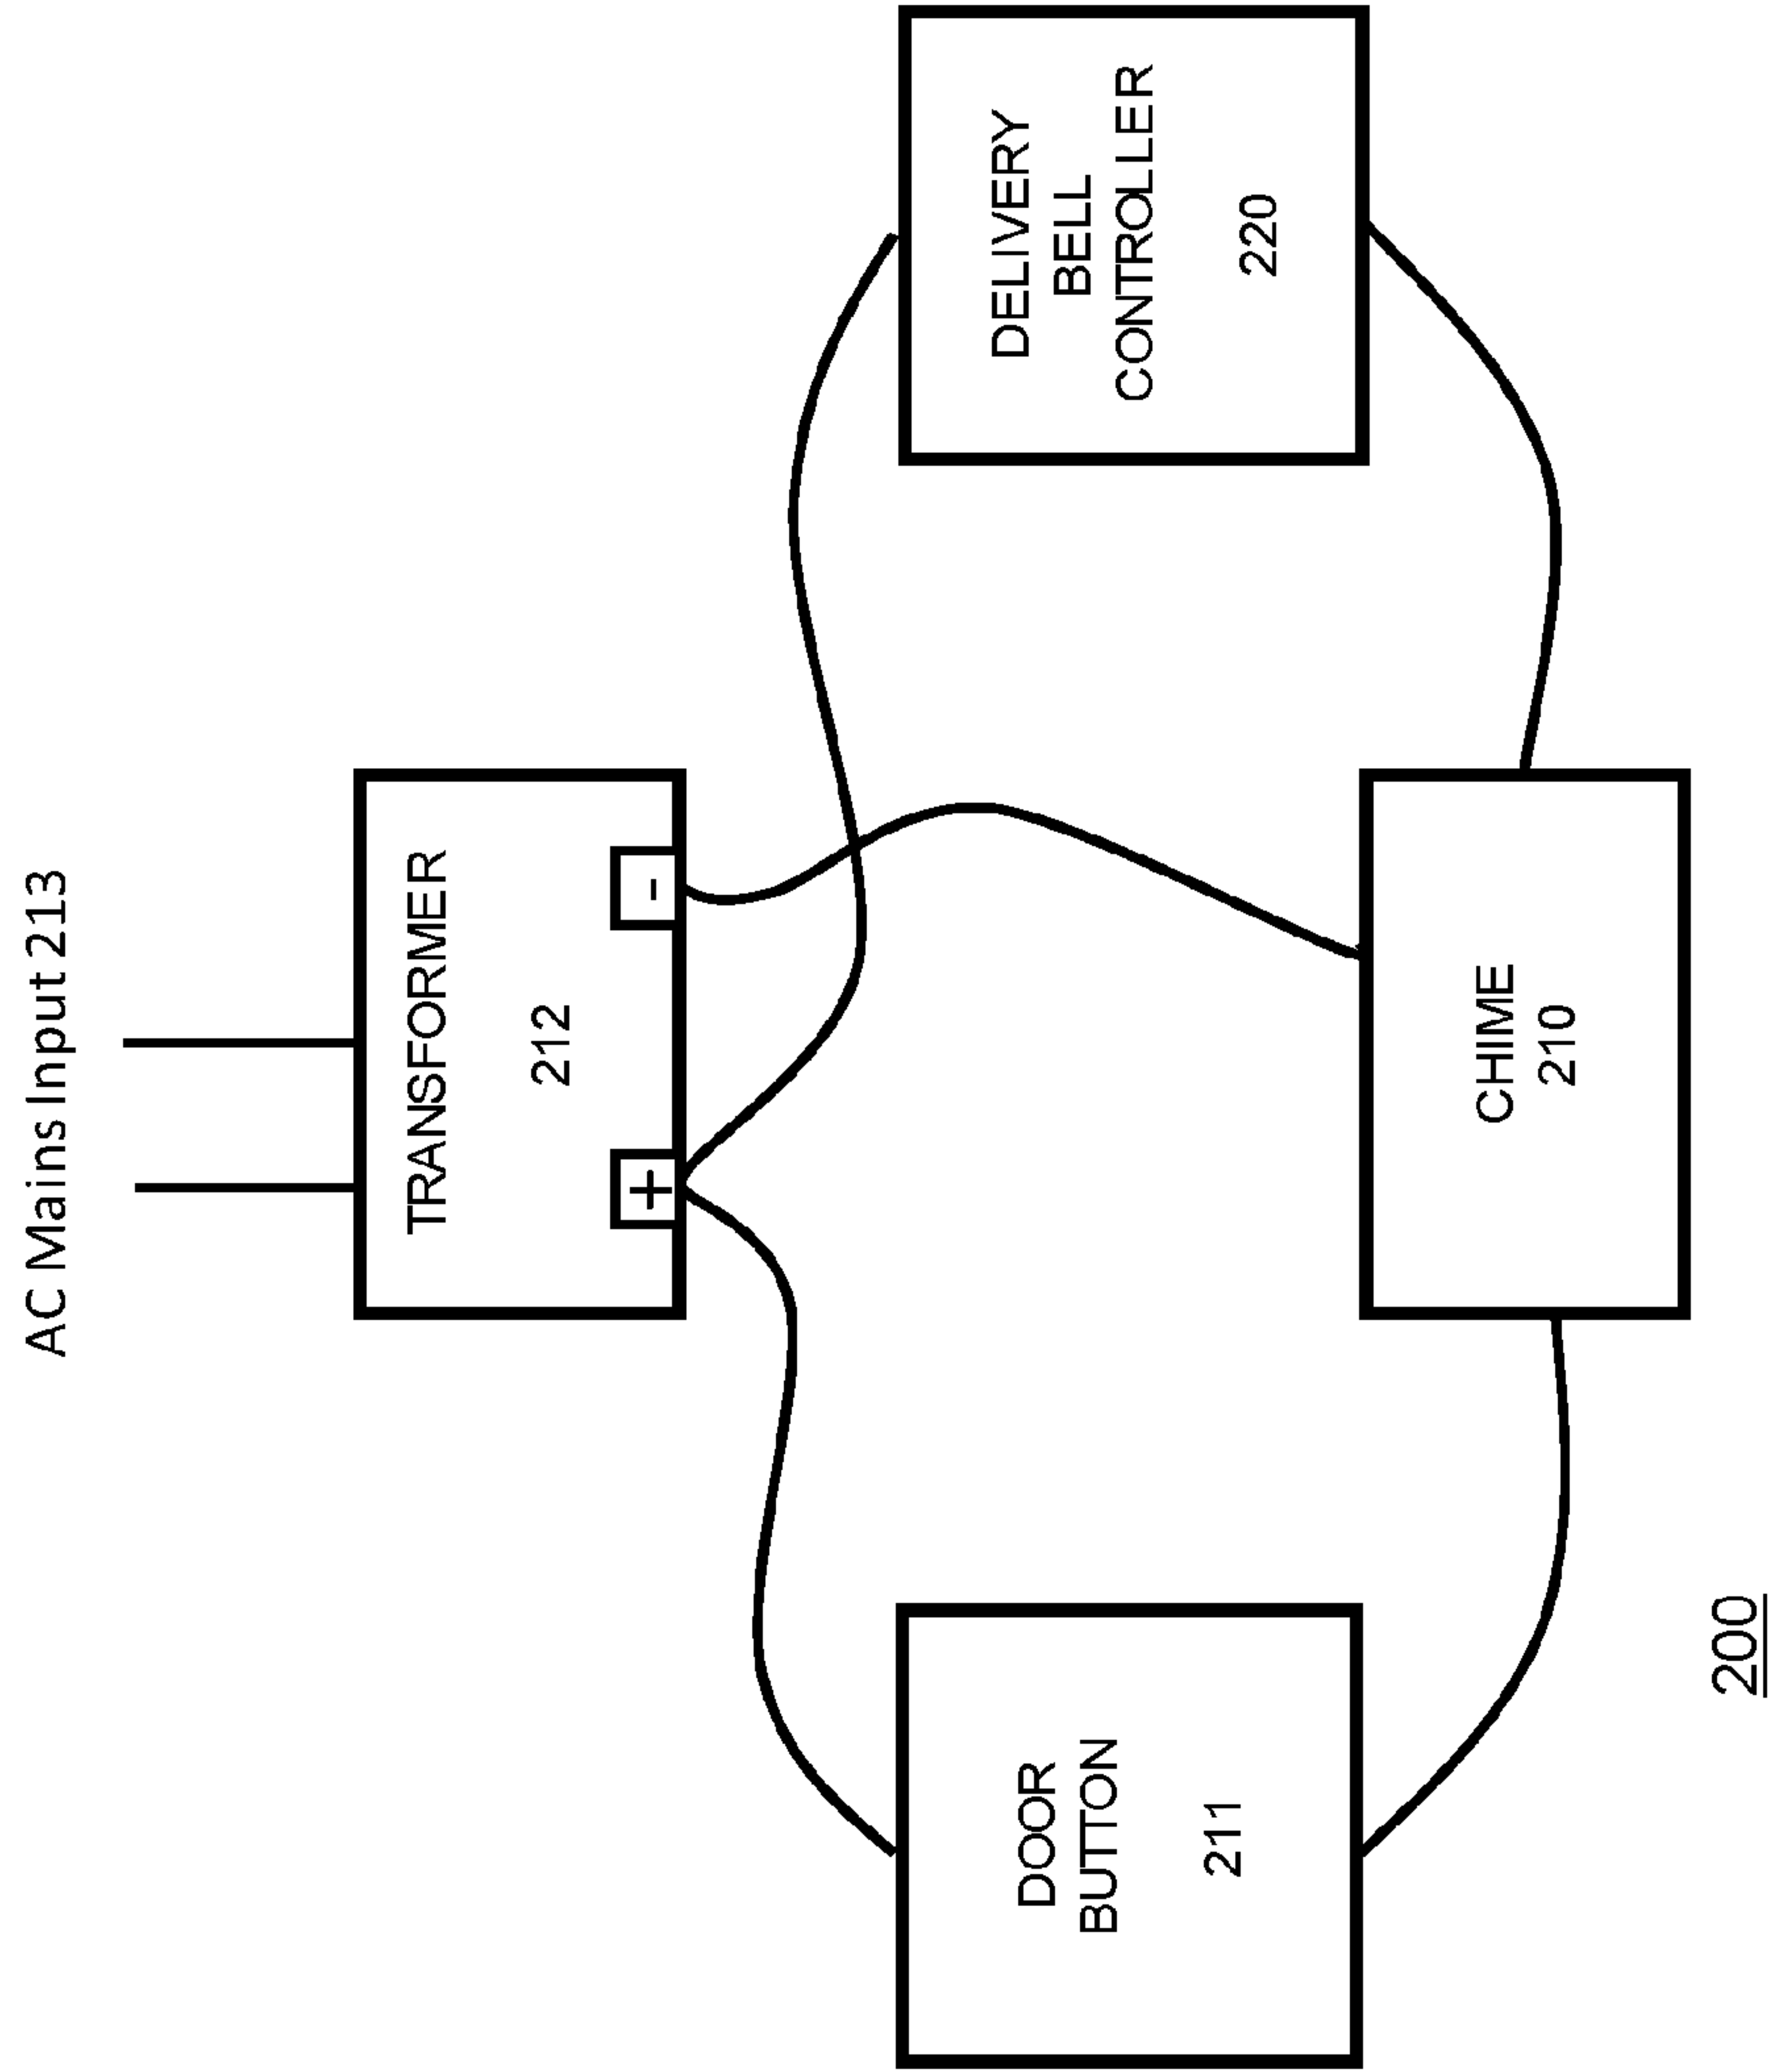 AC Mains Input 213
TRANSFORMER
212
+
-
DOOR
BUTTON
211
DELIVERY
BELL
CONTROLLER
220
CHIME
210
200